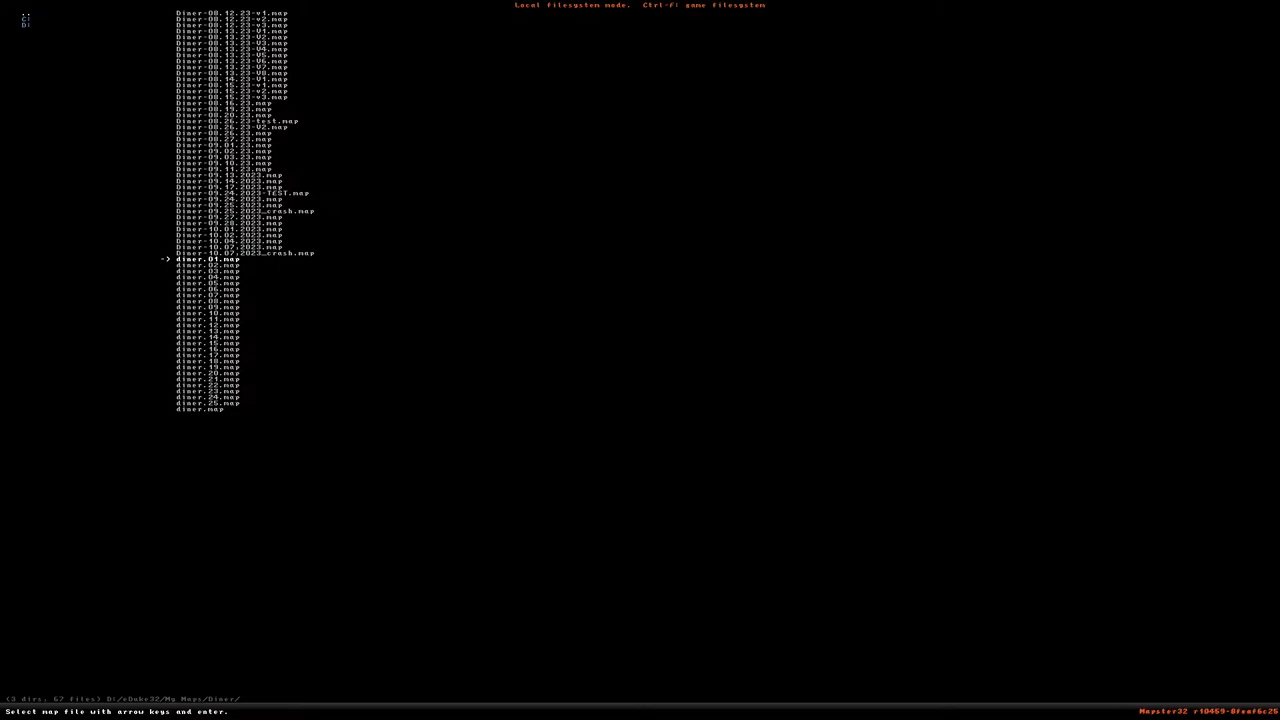 Local filesystem mode.  Ctrl-F: game filesystem
..
C:
D:
Diner-08.12.23-v1.map
Diner-08.12.23-v2.map
Diner-08.12.23-v3.map
Diner-08.13.23-V1.map
Diner-08.13.23-V2.map
Diner-08.13.23-V3.map
Diner-08.13.23-V4.map
Diner-08.13.23-V5.map
Diner-08.13.23-V6.map
Diner-08.13.23-V7.map
Diner-08.13.23-V8.map
Diner-08.14.23-V1.map
Diner-08.15.23-v1.map
Diner-08.15.23-v2.map
Diner-08.15.23-v3.map
Diner-08.16.23.map
Diner-08.19.23.map
Diner-08.20.23.map
Diner-08.26.23-test.map
Diner-08.26.23-V2.map
Diner-08.26.23.map
Diner-08.27.23.map
Diner-09.01.23.map
Diner-09.02.23.map
Diner-09.03.23.map
Diner-09.10.23.map
Diner-09.11.23.map
Diner-09.13.2023.map
Diner-09.14.2023.map
Diner-09.17.2023.map
Diner-09.24.2023-TEST.map
Diner-09.24.2023.map
Diner-09.25.2023.map
Diner-09.25.2023_crash.map
Diner-09.27.2023.map
Diner-09.28.2023.map
Diner-10.01.2023.map
Diner-10.02.2023.map
Diner-10.04.2023.map
Diner-10.07.2023.map
Diner-10.07.2023_crash.map
-> diner.01.map
diner.02.map
diner.03.map
diner.04.map
diner.05.map
diner.06.map
diner.07.map
diner.08.map
diner.09.map
diner.10.map
diner.11.map
diner.12.map
diner.13.map
diner.14.map
diner.15.map
diner.16.map
diner.17.map
diner.18.map
diner.19.map
diner.20.map
diner.21.map
diner.22.map
diner.23.map
diner.24.map
diner.25.map
diner.map
(3 dirs, 67 files) D:/eDuke32/My Maps/Diner/
Select map file with arrow keys and enter.
Mapster32 r10459-8feaf6c25